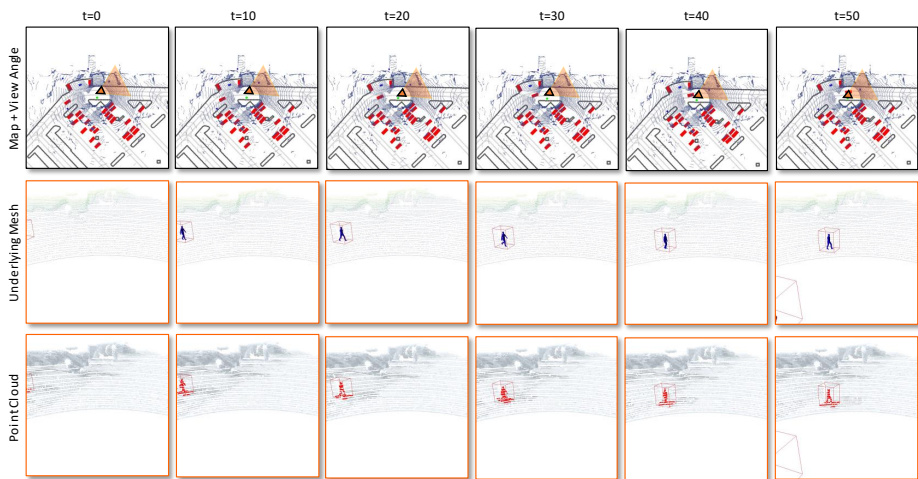 t=0 t=10 t=20 t=30 t=40 t=50
Map + View Angle
Underlying Mesh
Point Cloud